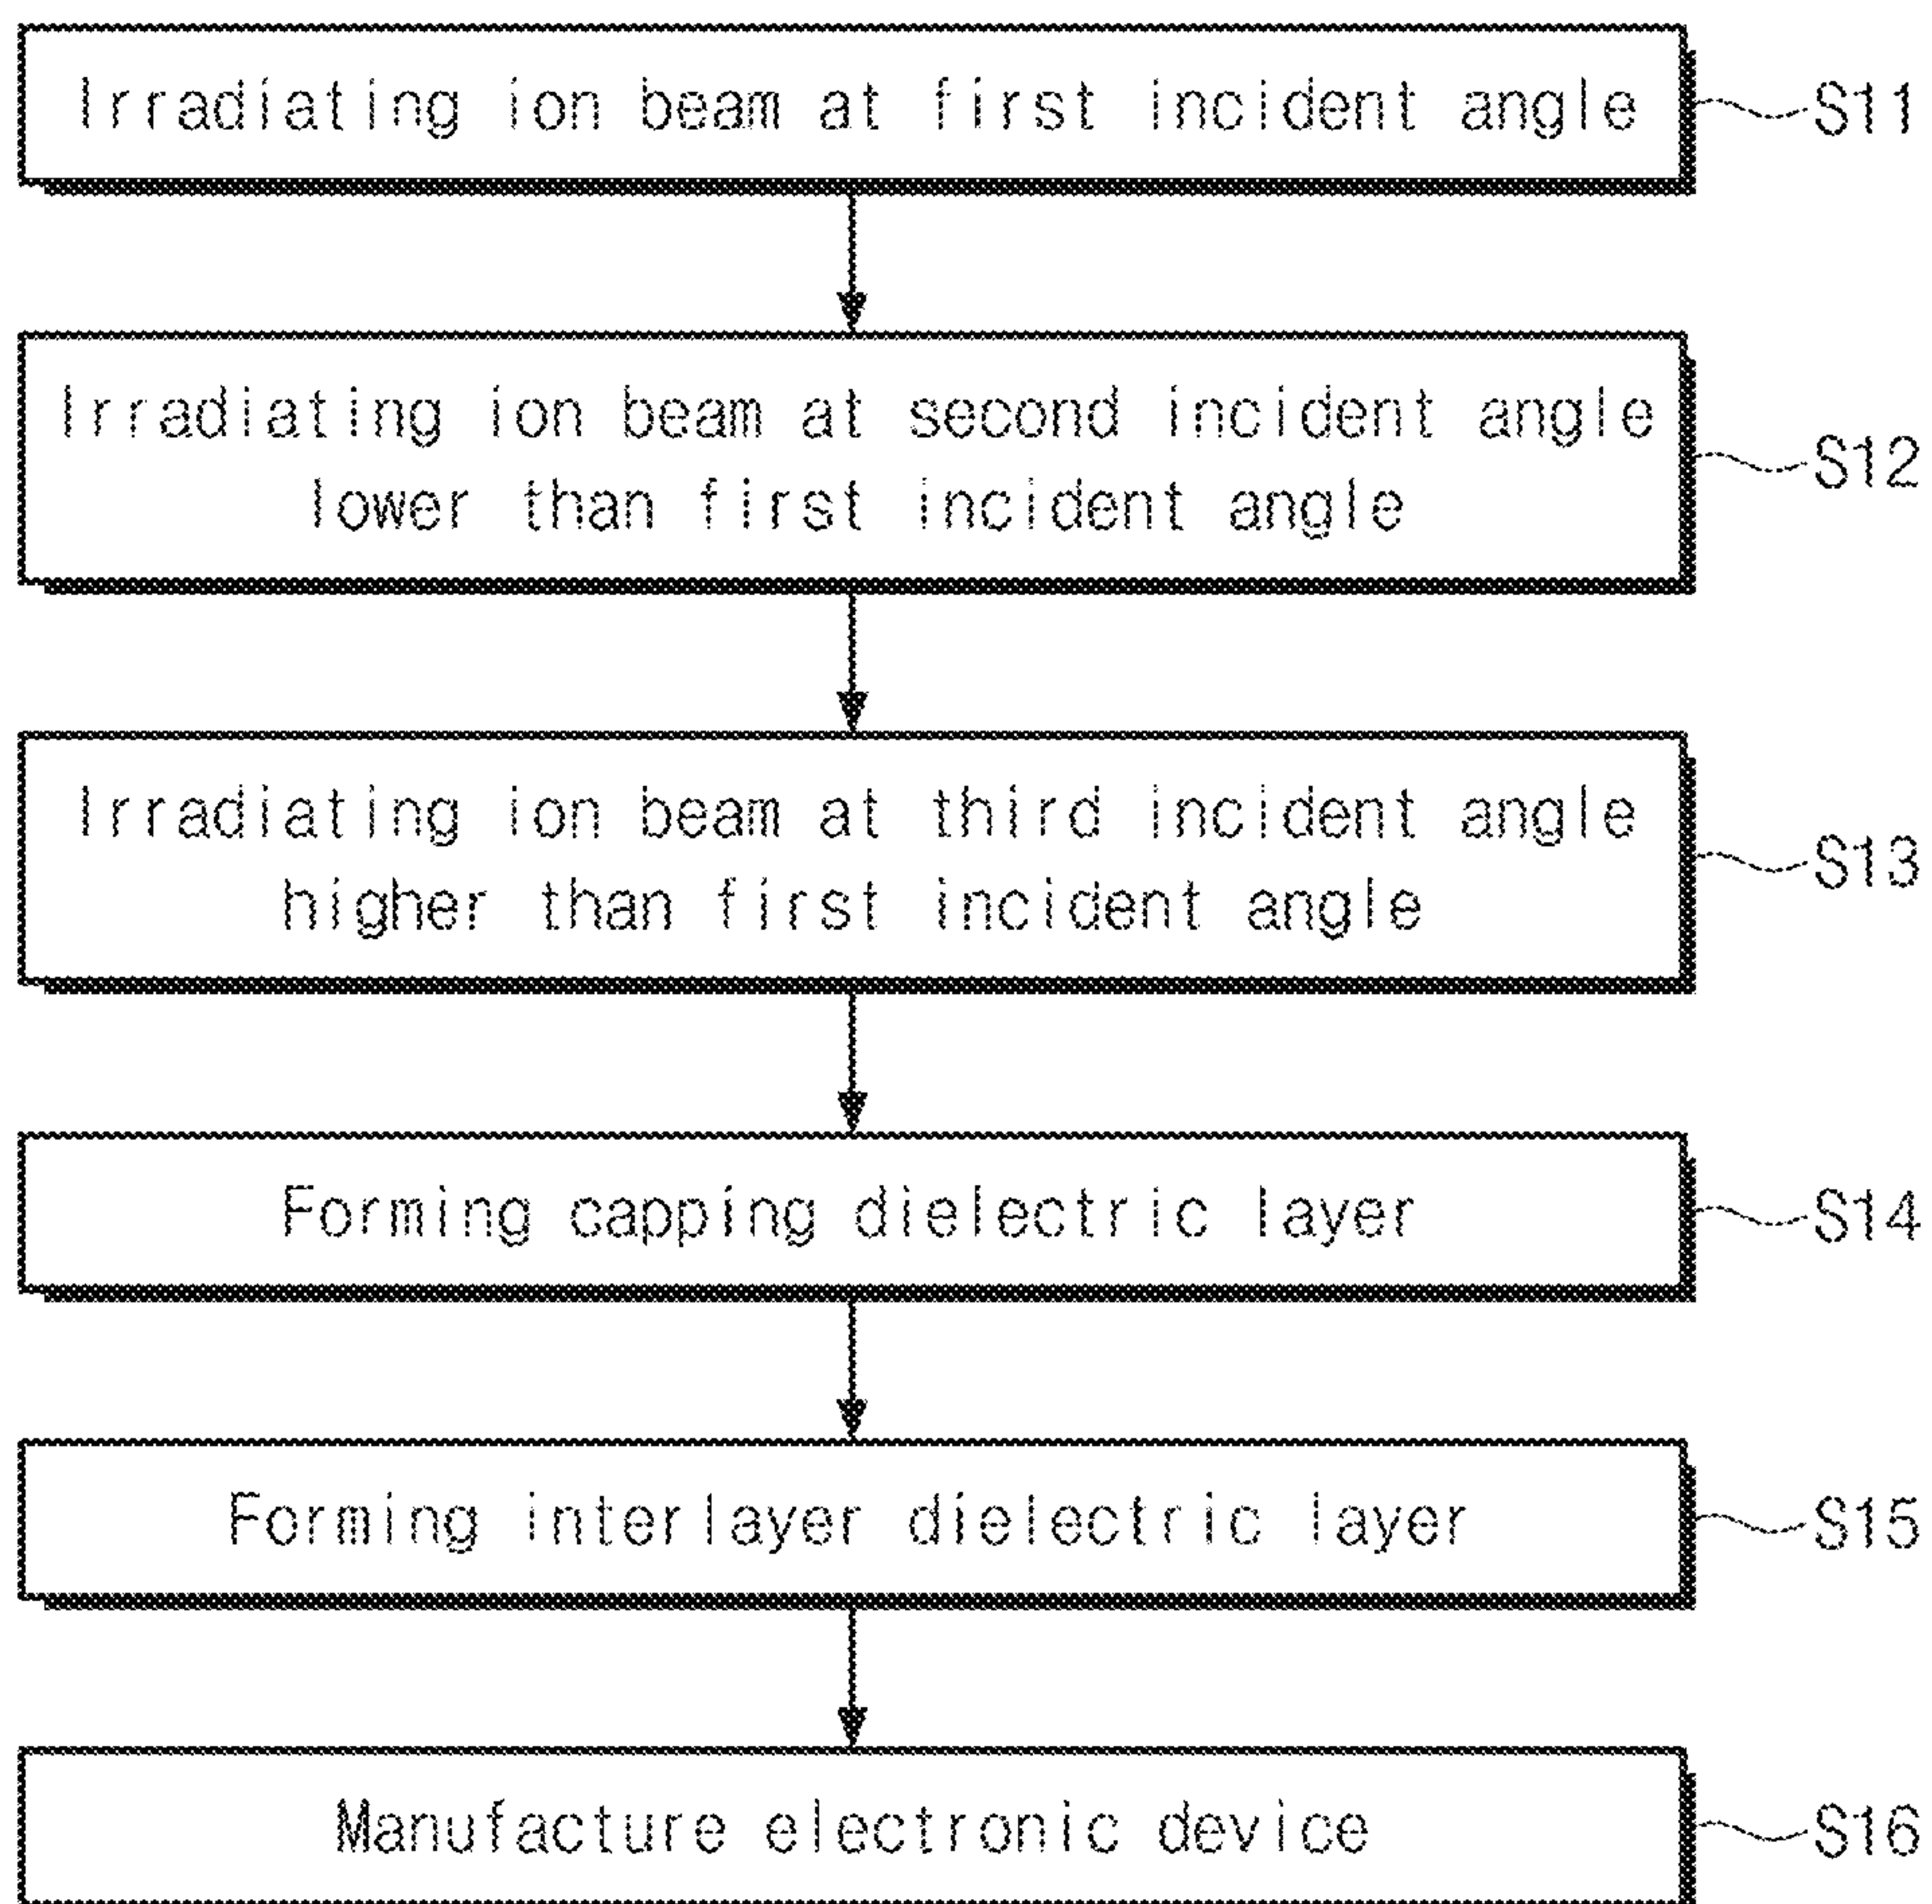 Irradiating ion beam at first incident angle
S11
Irradiating ion beam at second incident angle
lower than first incident angle
S12
Irradiating ion beam at third incident angle
higher than first incident angle
S13
Forming capping dielectric layer
S14
Forming interlayer dielectric layer
S15
Manufacture electronic device
S16